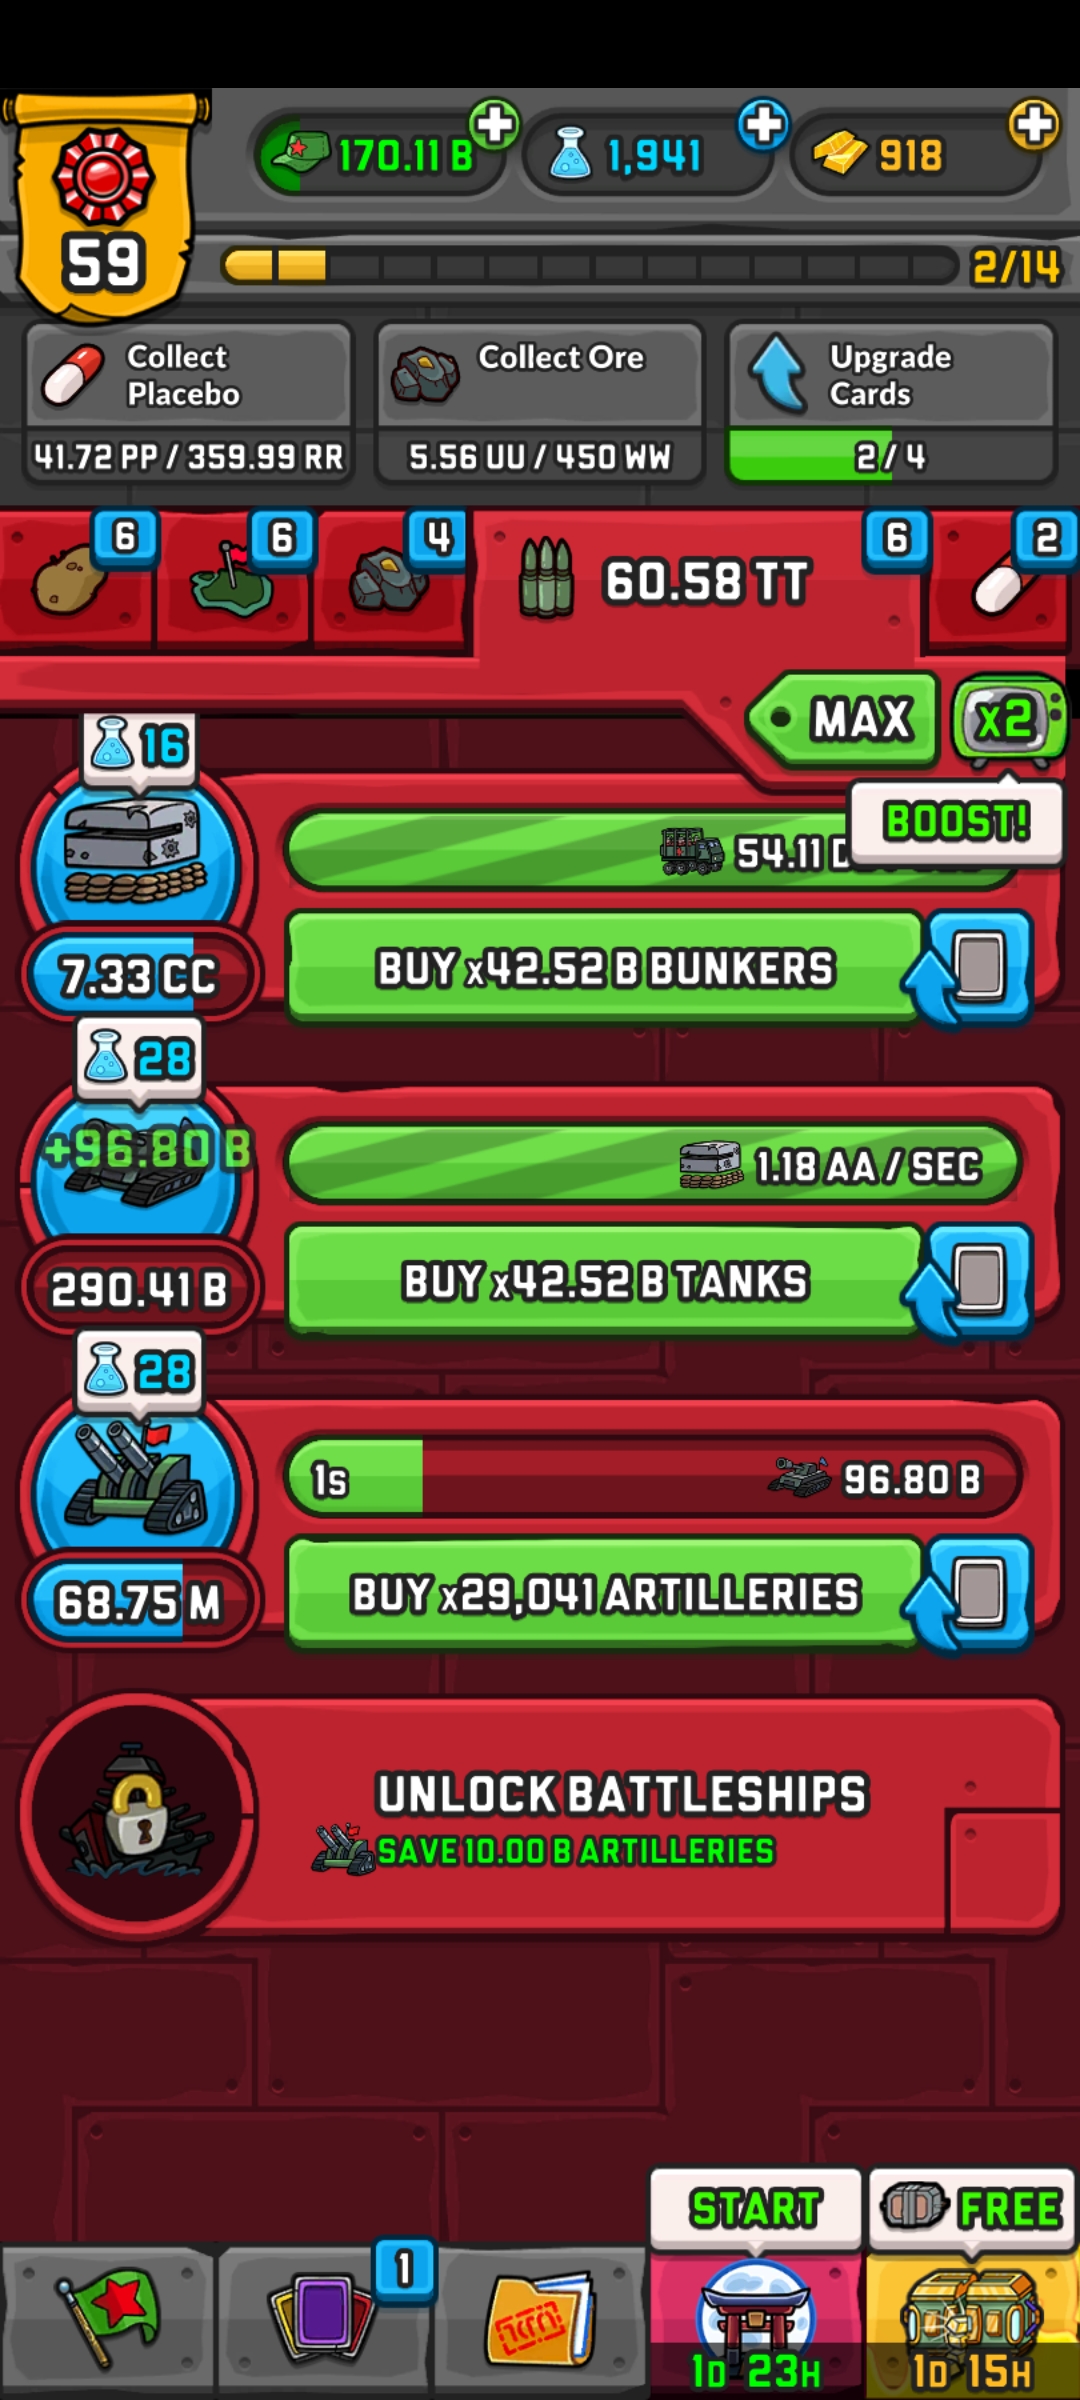 170.11 B
1,941
918
59
2/14
Collect
Placebo
41.72 PP / 359.99 RR
Collect Ore
5.56 UU / 450 WW
Upgrade
Cards
2 / 4
6
6
4
60.58 TT
6
2
MAX
x2
BOOST!
16
54.11
7.33 CC
BUY x42.52 B BUNKERS
28
+96.80 B
1.18 AA / SEC
290.41 B
BUY x42.52 B TANKS
28
1s
96.80 B
68.75 M
BUY x29,041 ARTILLERIES
UNLOCK BATTLESHIPS
SAVE 10.00 B ARTILLERIES
START
FREE
1
1D 23H
1D 15H